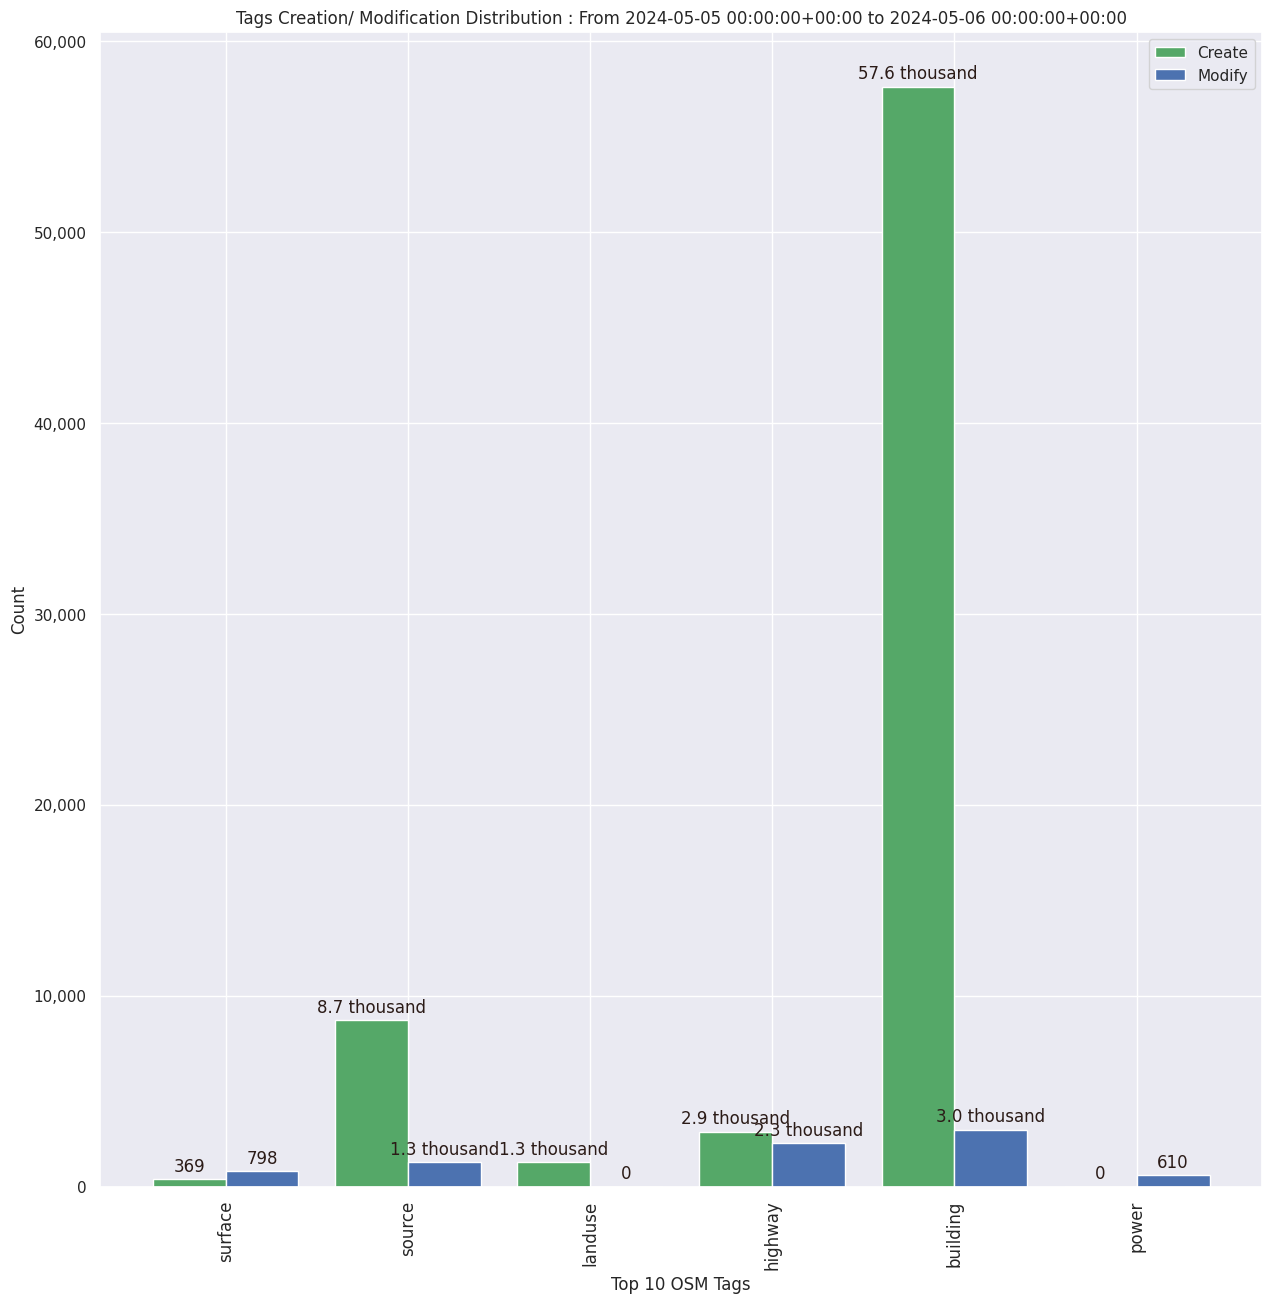 Tags Creation/ Modification Distribution : From 2024-05-05 00:00:00+00:00 to 2024-05-06 00:00:00+00:00
Create
Modify
Count
60,000
50,000
40,000
30,000
20,000
10,000
0
369
798
8.7 thousand
1.3 thousand
1.3 thousand
0
2.9 thousand
2.3 thousand
57.6 thousand
3.0 thousand
0
610
surface
source
landuse
highway
building
power
Top 10 OSM Tags